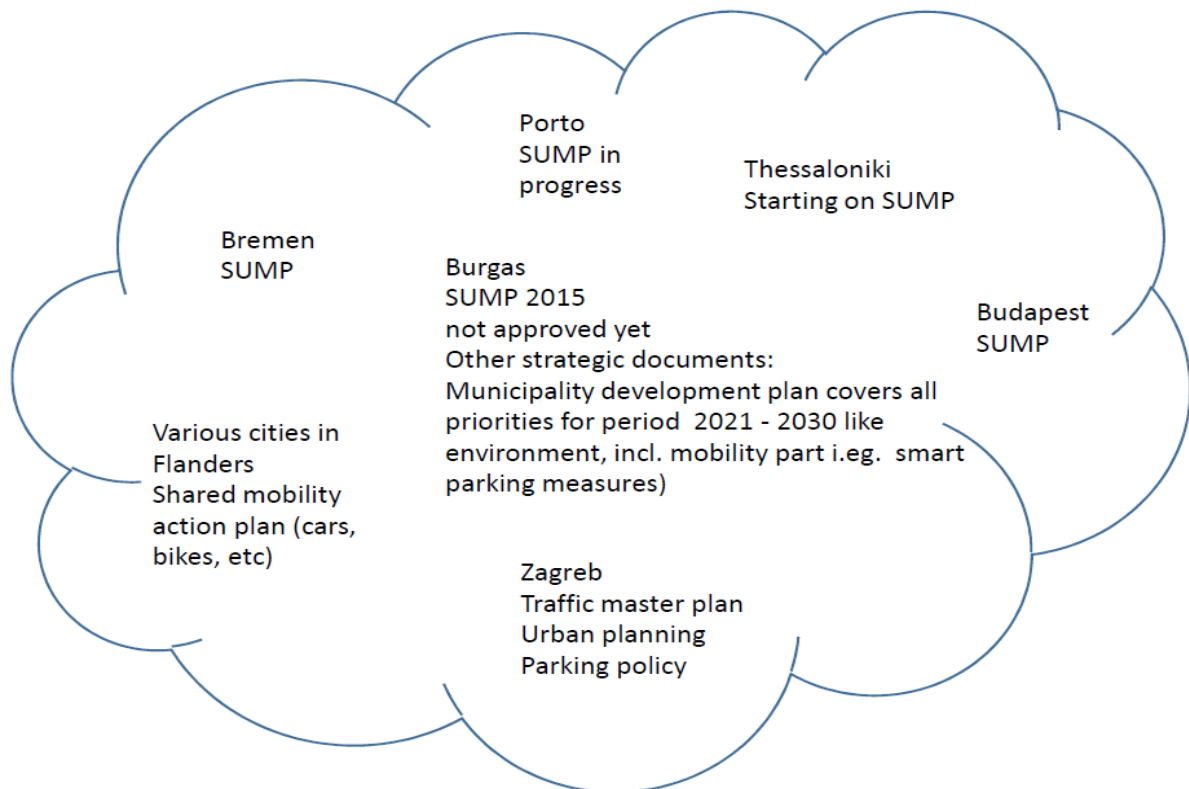 Porto
SUMP in
progress
Thessaloniki
Starting on SUMP
Bremen
SUMP
Burgas
SUMP 2015
not approved yet
Other strategic documents:
Municipality development plan covers all
priorities for period  2021 - 2030 like
environment, incl. mobility part i.eg.  smart
parking measures)
Budapest
SUMP
Various cities in
Flanders
Shared mobility
action plan (cars,
bikes, etc)
Zagreb
Traffic master plan
Urban planning
Parking policy